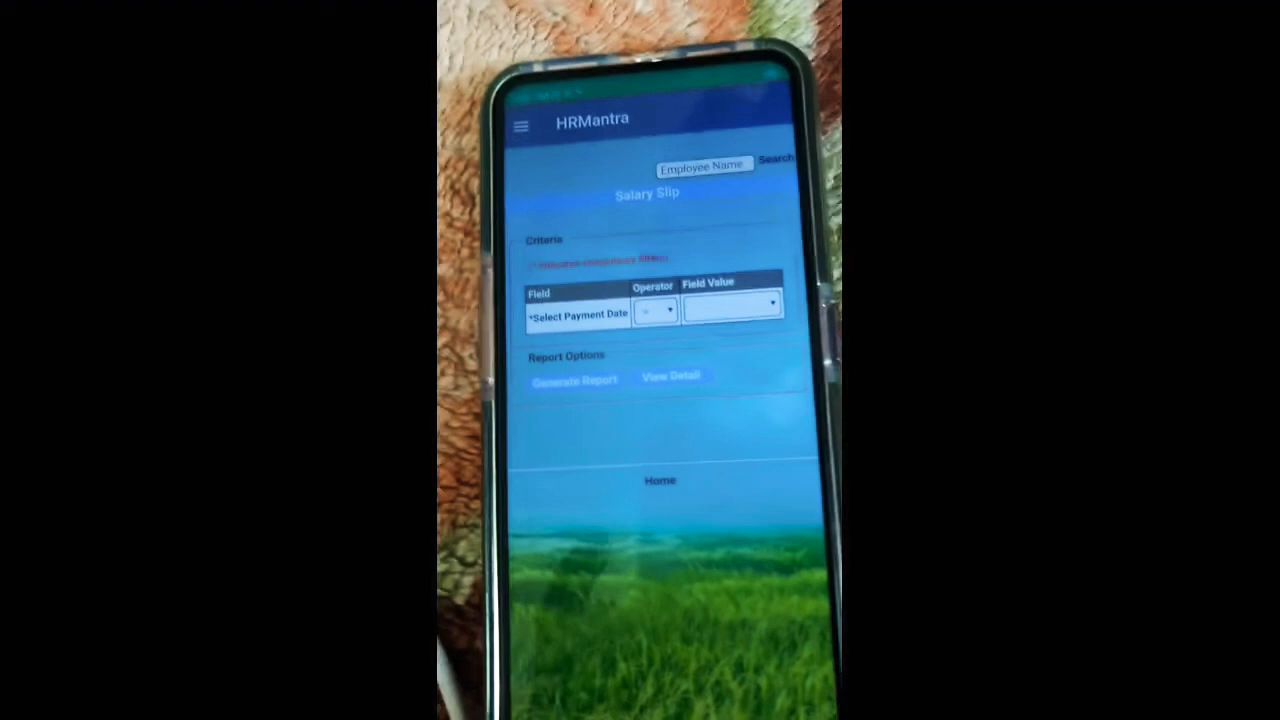 HRMantra
Employee Name Search
Salary Slip
Criteria
Field Operator Field Value
*Select Payment Date =
Report Options
Generate Report View Detail
Home